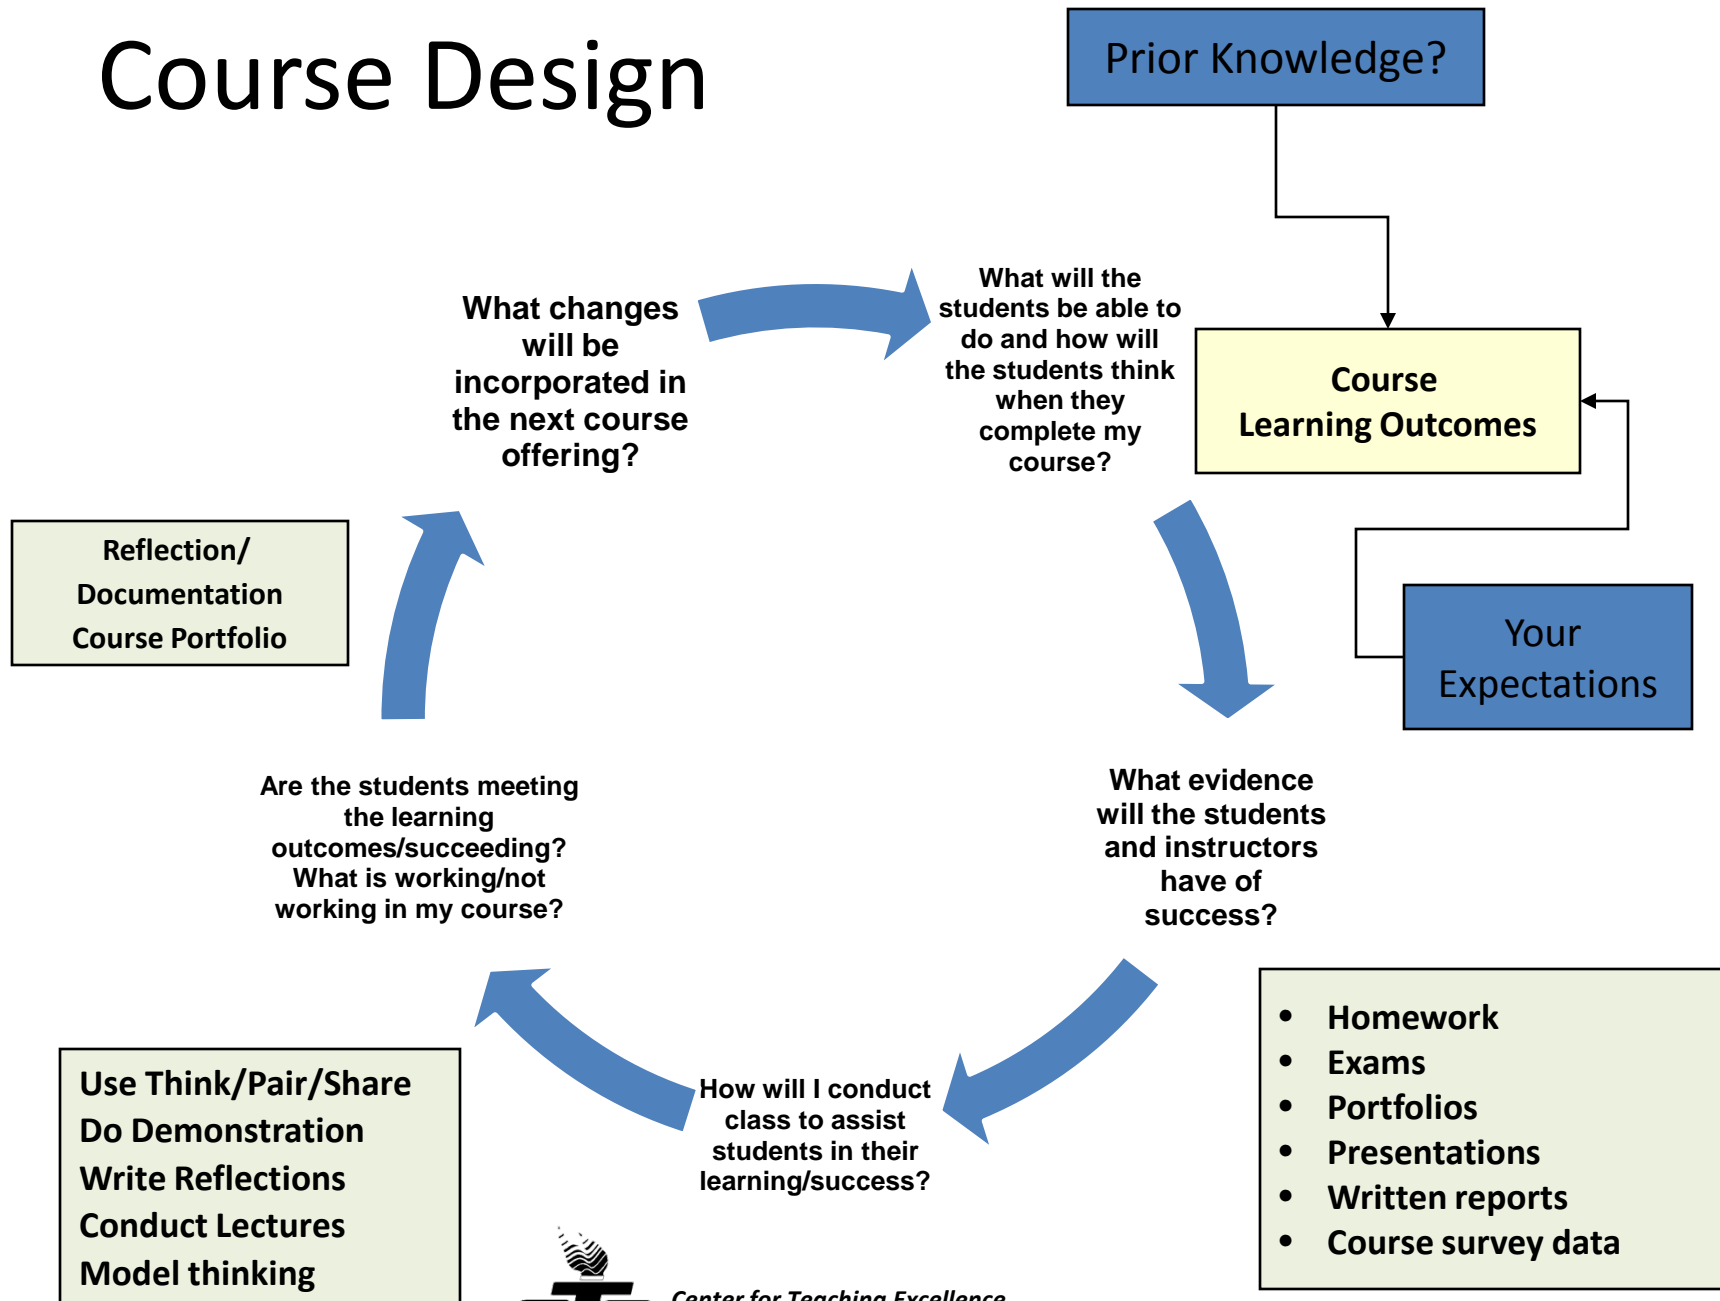 Course Design
Prior Knowledge?
What changes
will be
incorporated in
the next course
offering?
What will the
students be able to
do and how will
the students think
when they
complete my
course?
Course
Learning Outcomes
Reflection/
Documentation
Course Portfolio
Your
Expectations
Are the students meeting
the learning
outcomes/succeeding?
What is working/not
working in my course?
What evidence
will the students
and instructors
have of
success?
How will I conduct
class to assist
students in their
learning/success?
• Homework
• Exams
• Portfolios
• Presentations
• Written reports
• Course survey data
Use Think/Pair/Share
Do Demonstration
Write Reflections
Conduct Lectures
Model thinking
Center for Teaching Excellence